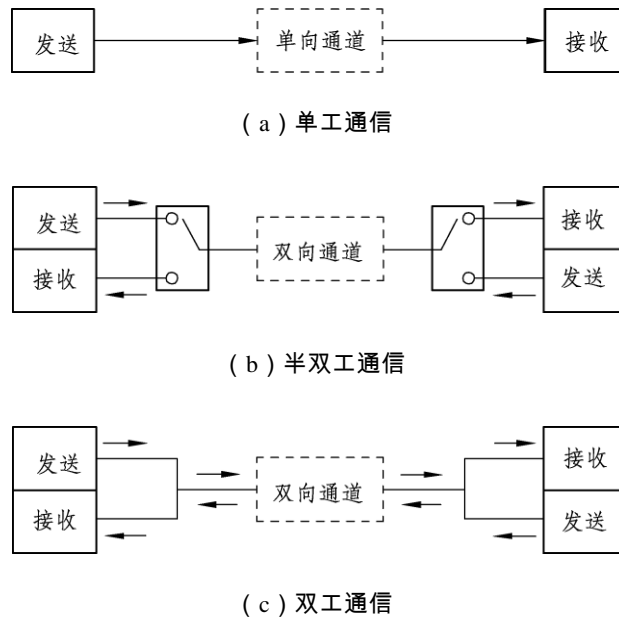 发送 单向通道 接收
（a）单工通信
发送 接收
双向通道
接收 发送
（b）半双工通信
发送 接收
双向通道
接收 发送
（c）双工通信